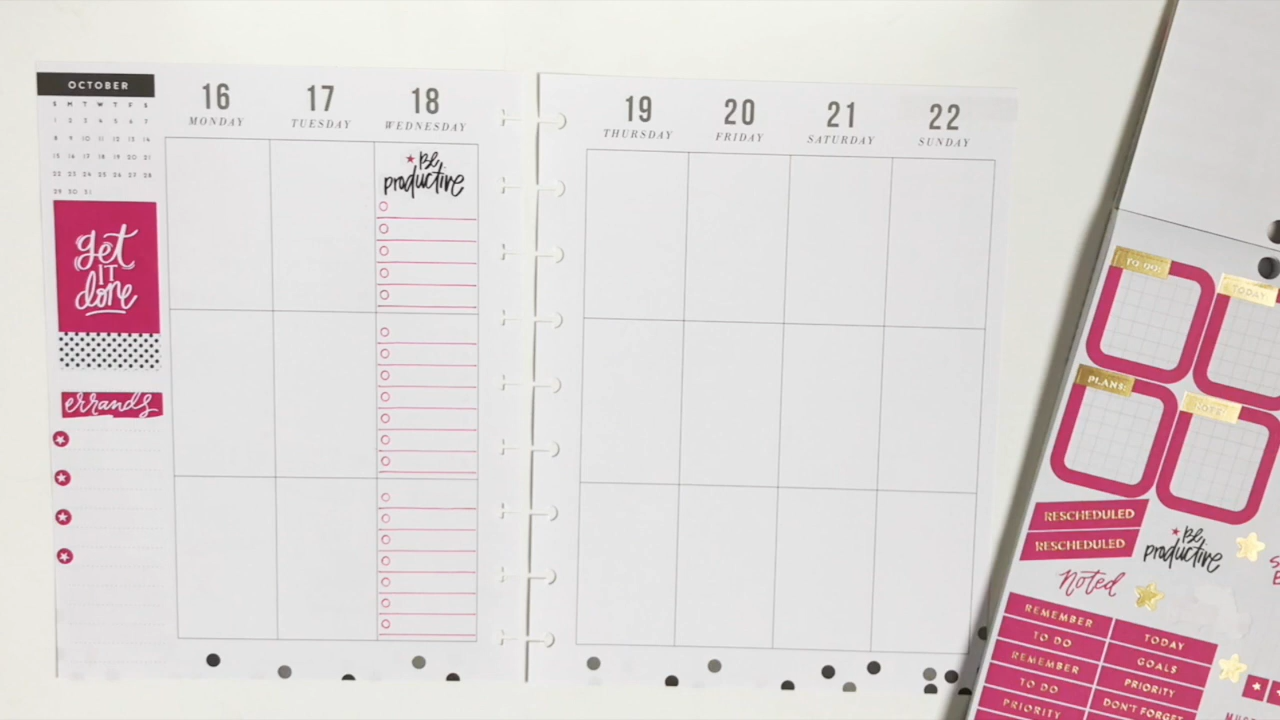 OCTOBER
S M T W T F S
1 2 3 4 5 6 7
8 9 10 11 12 13 14
15 16 17 18 19 20 21
22 23 24 25 26 27 28
29 30 31
get
IT
done
errands
16
MONDAY
17
TUESDAY
18
WEDNESDAY
Be
productive
19
THURSDAY
20
FRIDAY
21
SATURDAY
22
SUNDAY
TO DO:
TODAY
PLANS:
RESCHEDULED
RESCHEDULED
Be
productive
Noted
REMEMBER
TO DO
REMEMBER
TO DO
PRIORITY
TODAY
GOALS
PRIORITY
DON'T FORGET